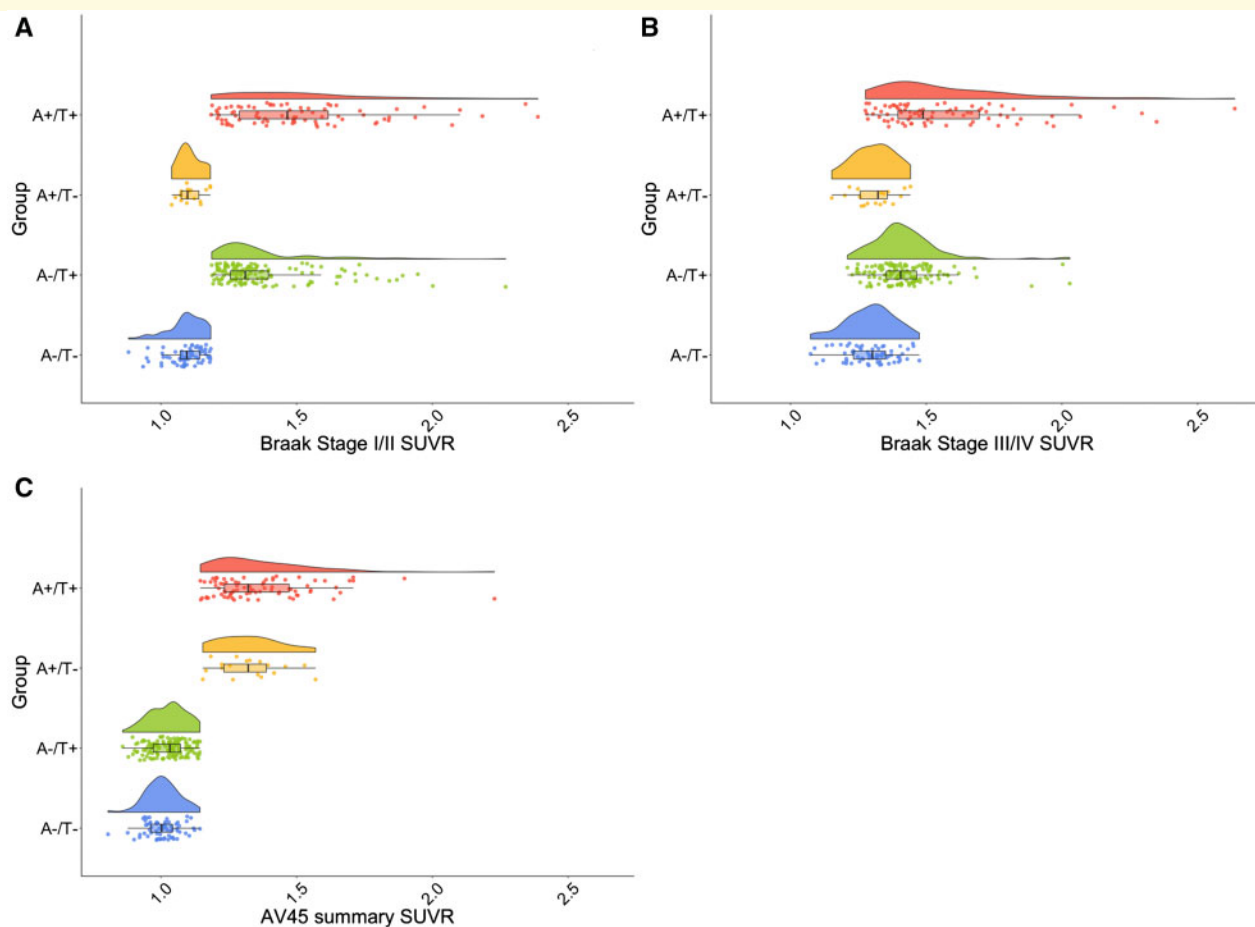 A
Group
A+/T+
A+/T-
A-/T+
A-/T-
1.0 1.5 2.0 2.5
Braak Stage I/II SUVR
B
Group
A+/T+
A+/T-
A-/T+
A-/T-
1.0 1.5 2.0 2.5
Braak Stage III/IV SUVR
C
Group
A+/T+
A+/T-
A-/T+
A-/T-
1.0 1.5 2.0 2.5
AV45 summary SUVR